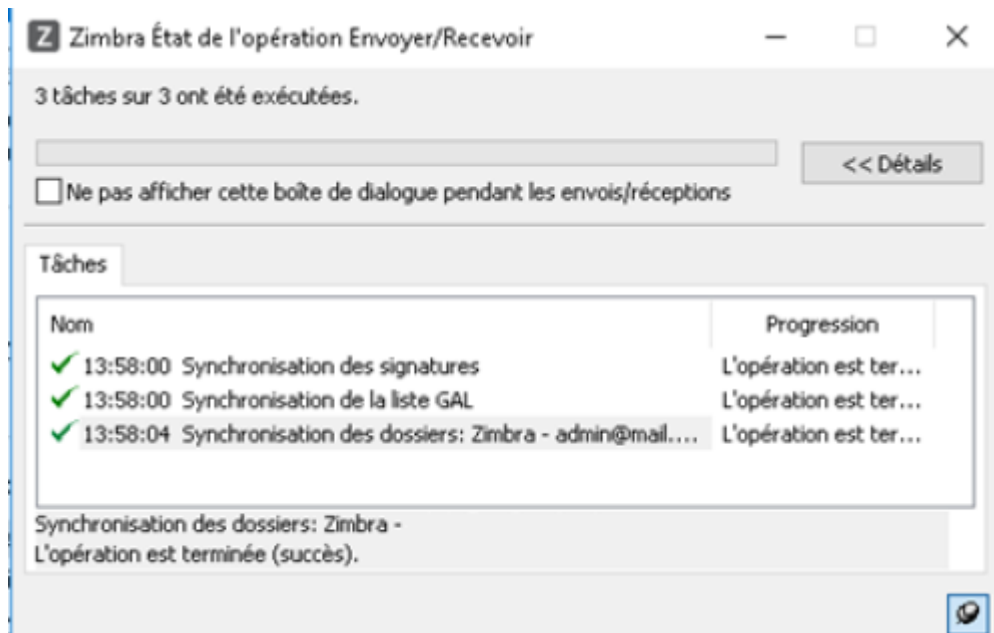 Z Zimbra État de l'opération Envoyer/Recevoir
3 tâches sur 3 ont été exécutées.
<< Détails
Ne pas afficher cette boîte de dialogue pendant les envois/réceptions
Tâches
Nom Progression
13:58:00 Synchronisation des signatures L'opération est ter...
13:58:00 Synchronisation de la liste GAL L'opération est ter...
13:58:04 Synchronisation des dossiers: Zimbra - admin@mail.... L'opération est ter...
Synchronisation des dossiers: Zimbra -
L'opération est terminée (succès).